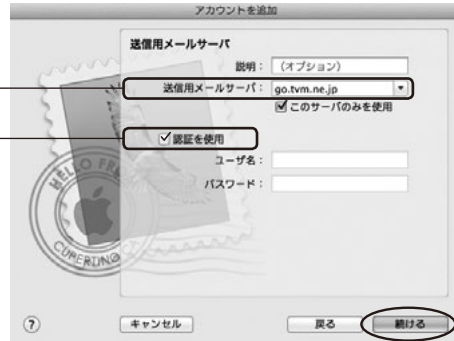 アカウントを追加
送信用メールサーバ
説明： （オプション）
送信用メールサーバ： go.tvm.ne.jp
このサーバのみを使用
認証を使用
ユーザ名：
パスワード：
HELLO FR
CUPERTINO
? キャンセル 戻る 続ける